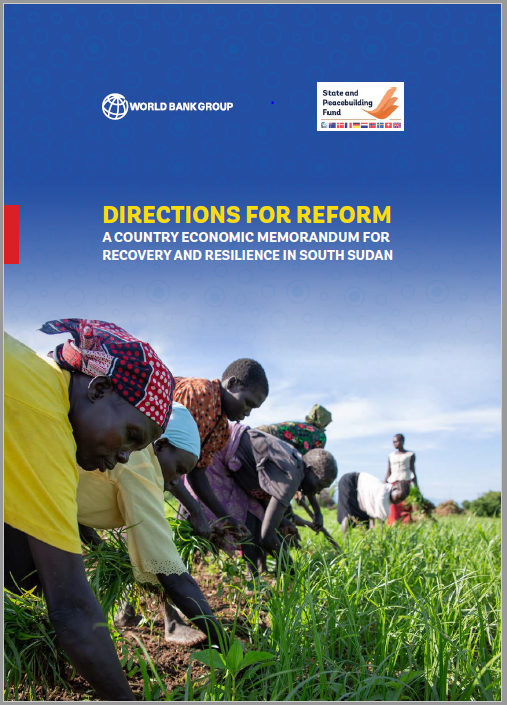 WORLD BANK GROUP
State and
Peacebuilding
Fund
DIRECTIONS FOR REFORM
A COUNTRY ECONOMIC MEMORANDUM FOR
RECOVERY AND RESILIENCE IN SOUTH SUDAN